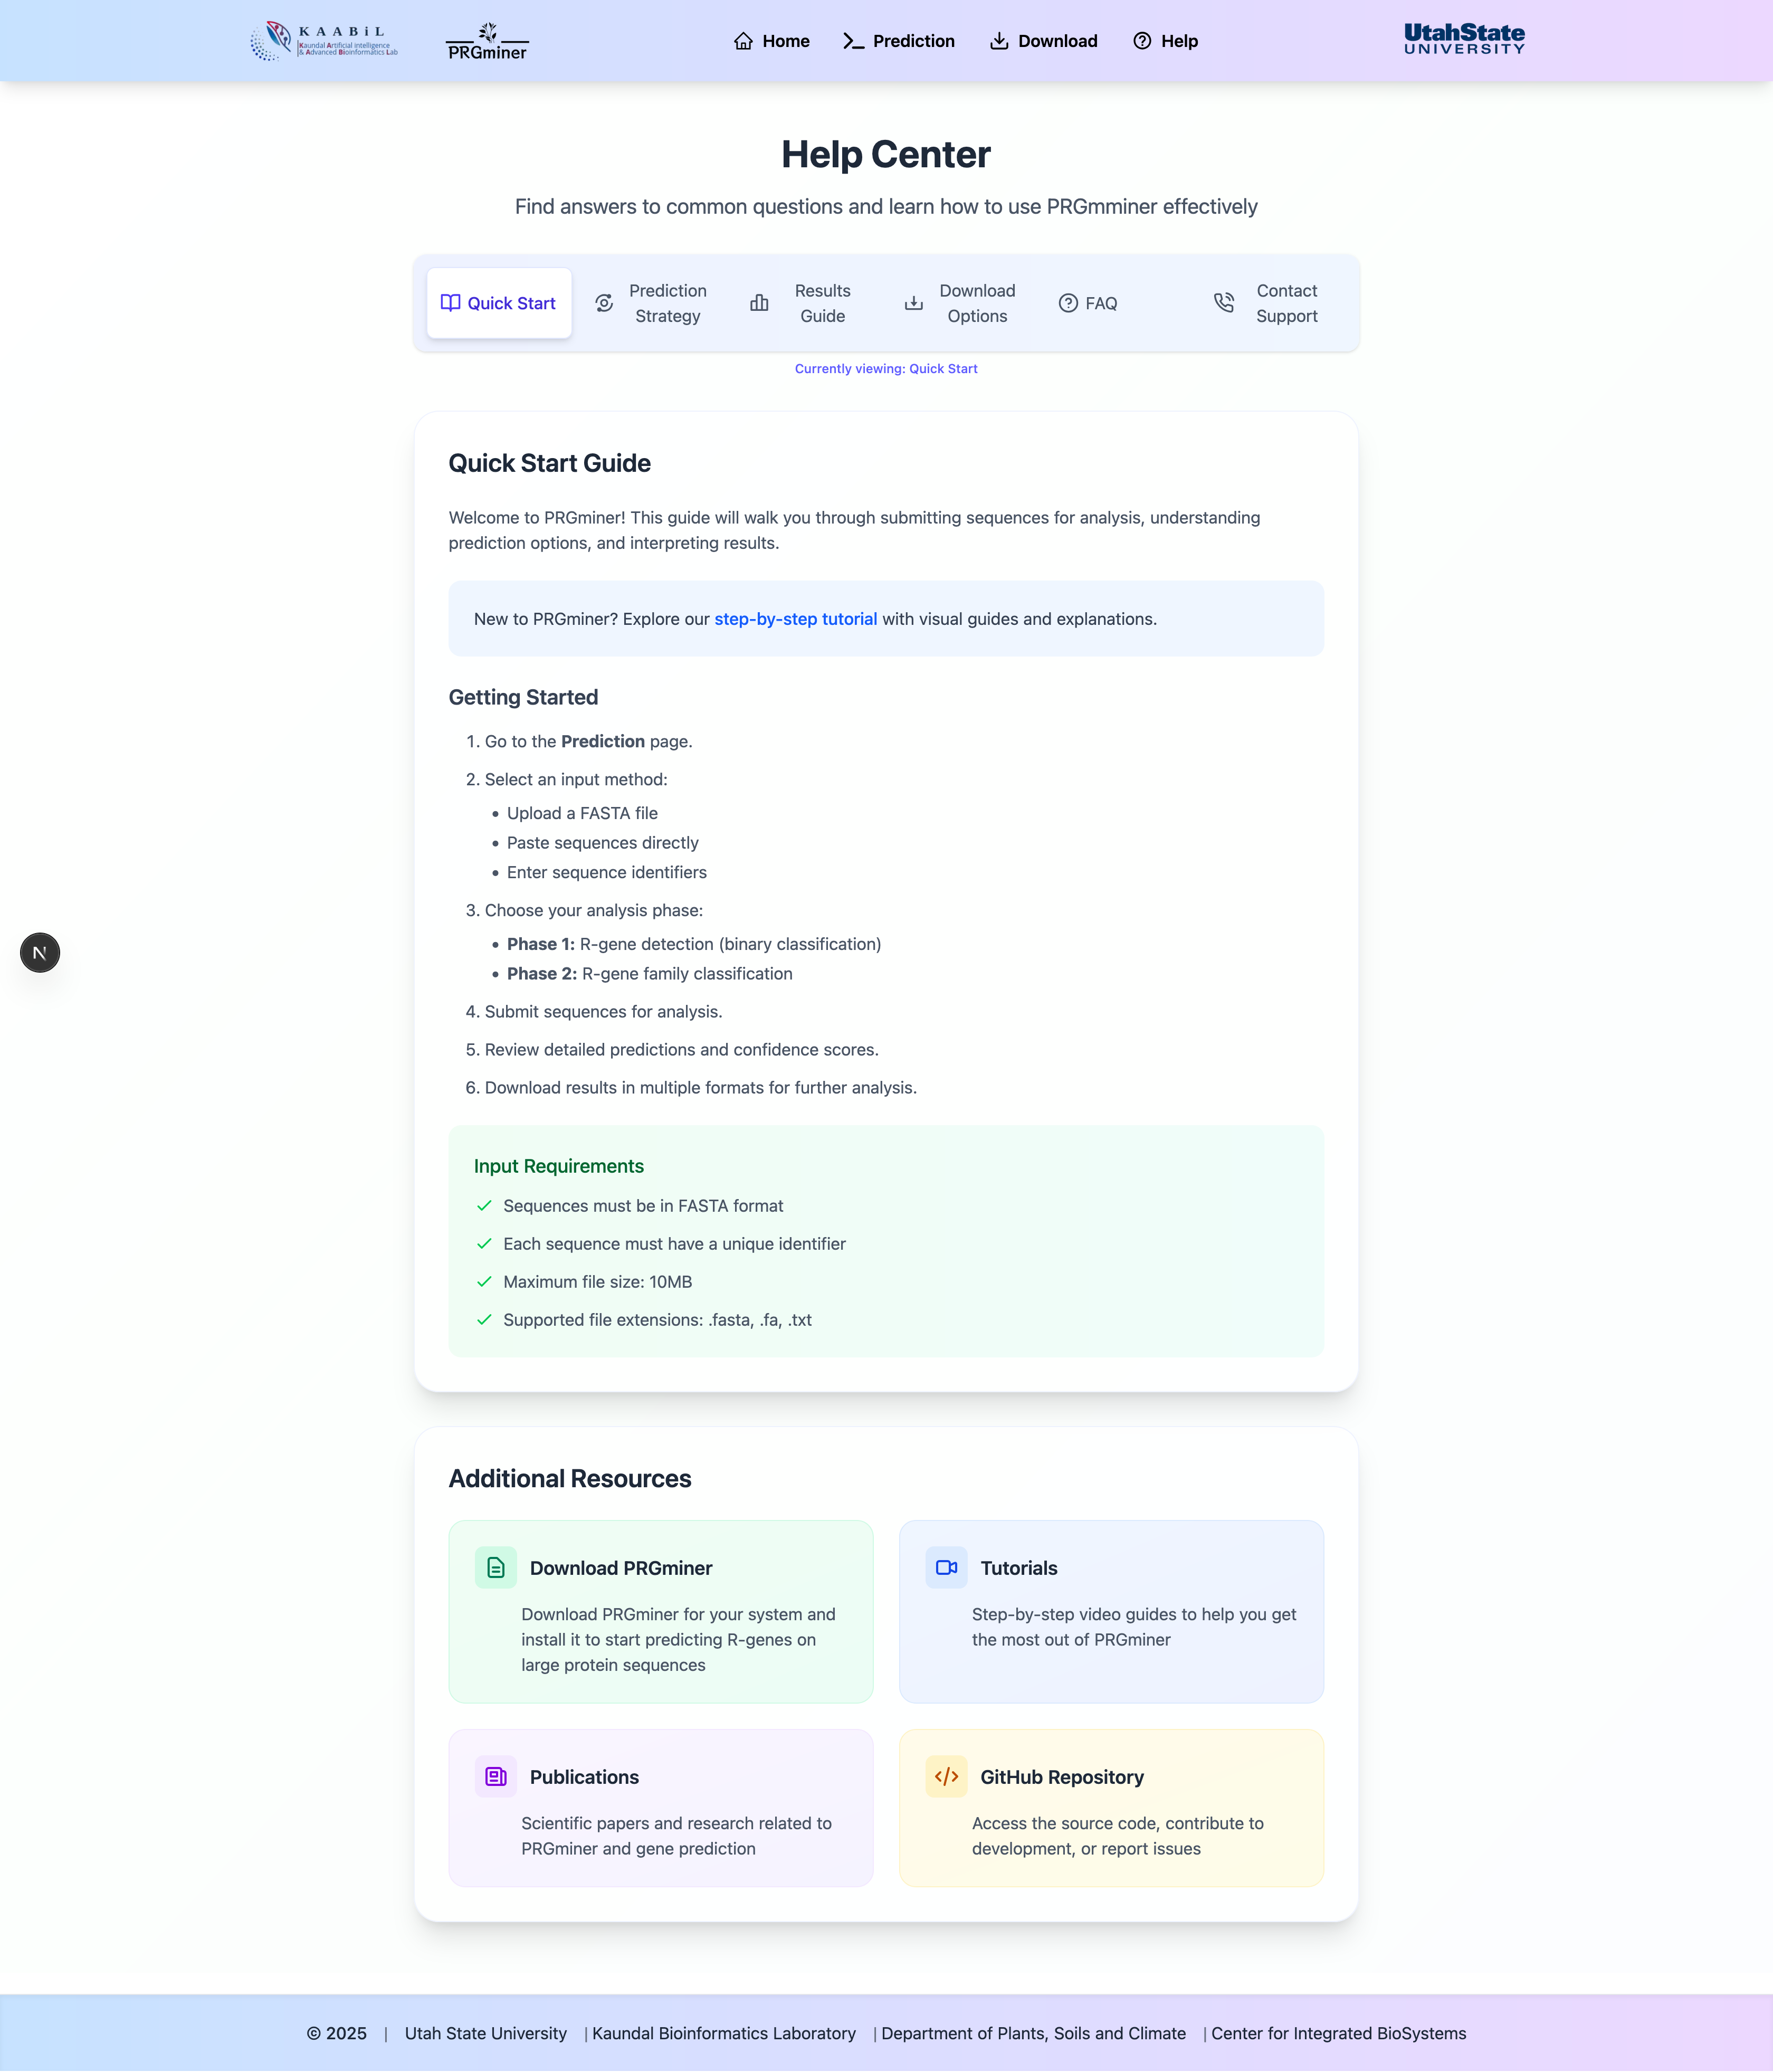 KAABiL
Kaundal Artificial intelligence
& Advanced Bioinformatics Lab
PRGminer
Home
Prediction
Download
Help
UtahState
UNIVERSITY
Help Center
Find answers to common questions and learn how to use PRGmminer effectively
Quick Start
Prediction
Strategy
Results
Guide
Download
Options
FAQ
Contact
Support
Currently viewing: Quick Start
Quick Start Guide
Welcome to PRGminer! This guide will walk you through submitting sequences for analysis, understanding
prediction options, and interpreting results.
New to PRGminer? Explore our step-by-step tutorial with visual guides and explanations.
Getting Started
1. Go to the Prediction page.
2. Select an input method:
• Upload a FASTA file
• Paste sequences directly
• Enter sequence identifiers
3. Choose your analysis phase:
• Phase 1: R-gene detection (binary classification)
• Phase 2: R-gene family classification
4. Submit sequences for analysis.
5. Review detailed predictions and confidence scores.
6. Download results in multiple formats for further analysis.
Input Requirements
Sequences must be in FASTA format
Each sequence must have a unique identifier
Maximum file size: 10MB
Supported file extensions: .fasta, .fa, .txt
N
Additional Resources
Download PRGminer
Download PRGminer for your system and
install it to start predicting R-genes on
large protein sequences
Tutorials
Step-by-step video guides to help you get
the most out of PRGminer
Publications
Scientific papers and research related to
PRGminer and gene prediction
GitHub Repository
Access the source code, contribute to
development, or report issues
© 2025 | Utah State University | Kaundal Bioinformatics Laboratory | Department of Plants, Soils and Climate | Center for Integrated BioSystems